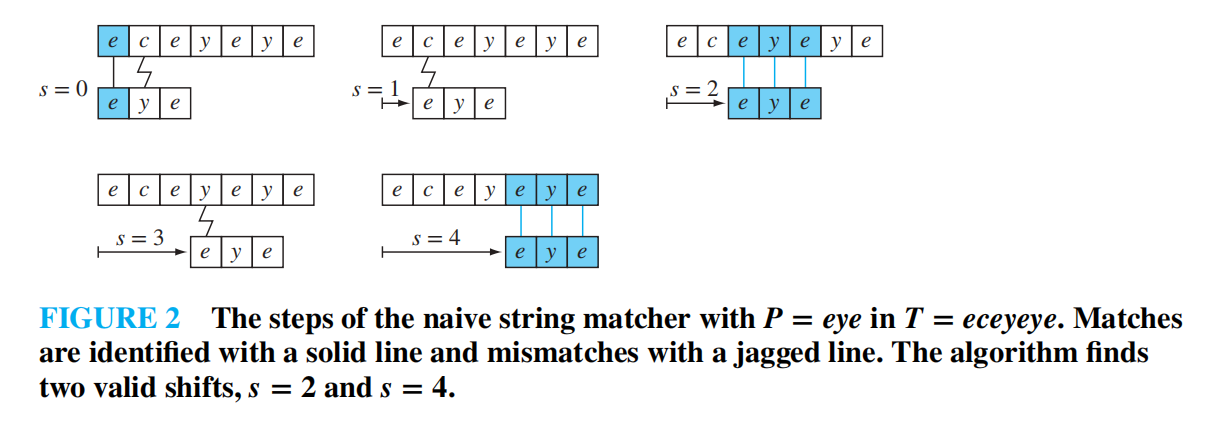 e c e y e y e
s = 0
e y e
e c e y e y e
s = 1
e y e
e c e y e y e
s = 2
e y e
e c e y e y e
s = 3
e y e
e c e y e y e
s = 4
e y e
FIGURE 2 The steps of the naive string matcher with P = eye in T = eceyeye. Matches
are identified with a solid line and mismatches with a jagged line. The algorithm finds
two valid shifts, s = 2 and s = 4.